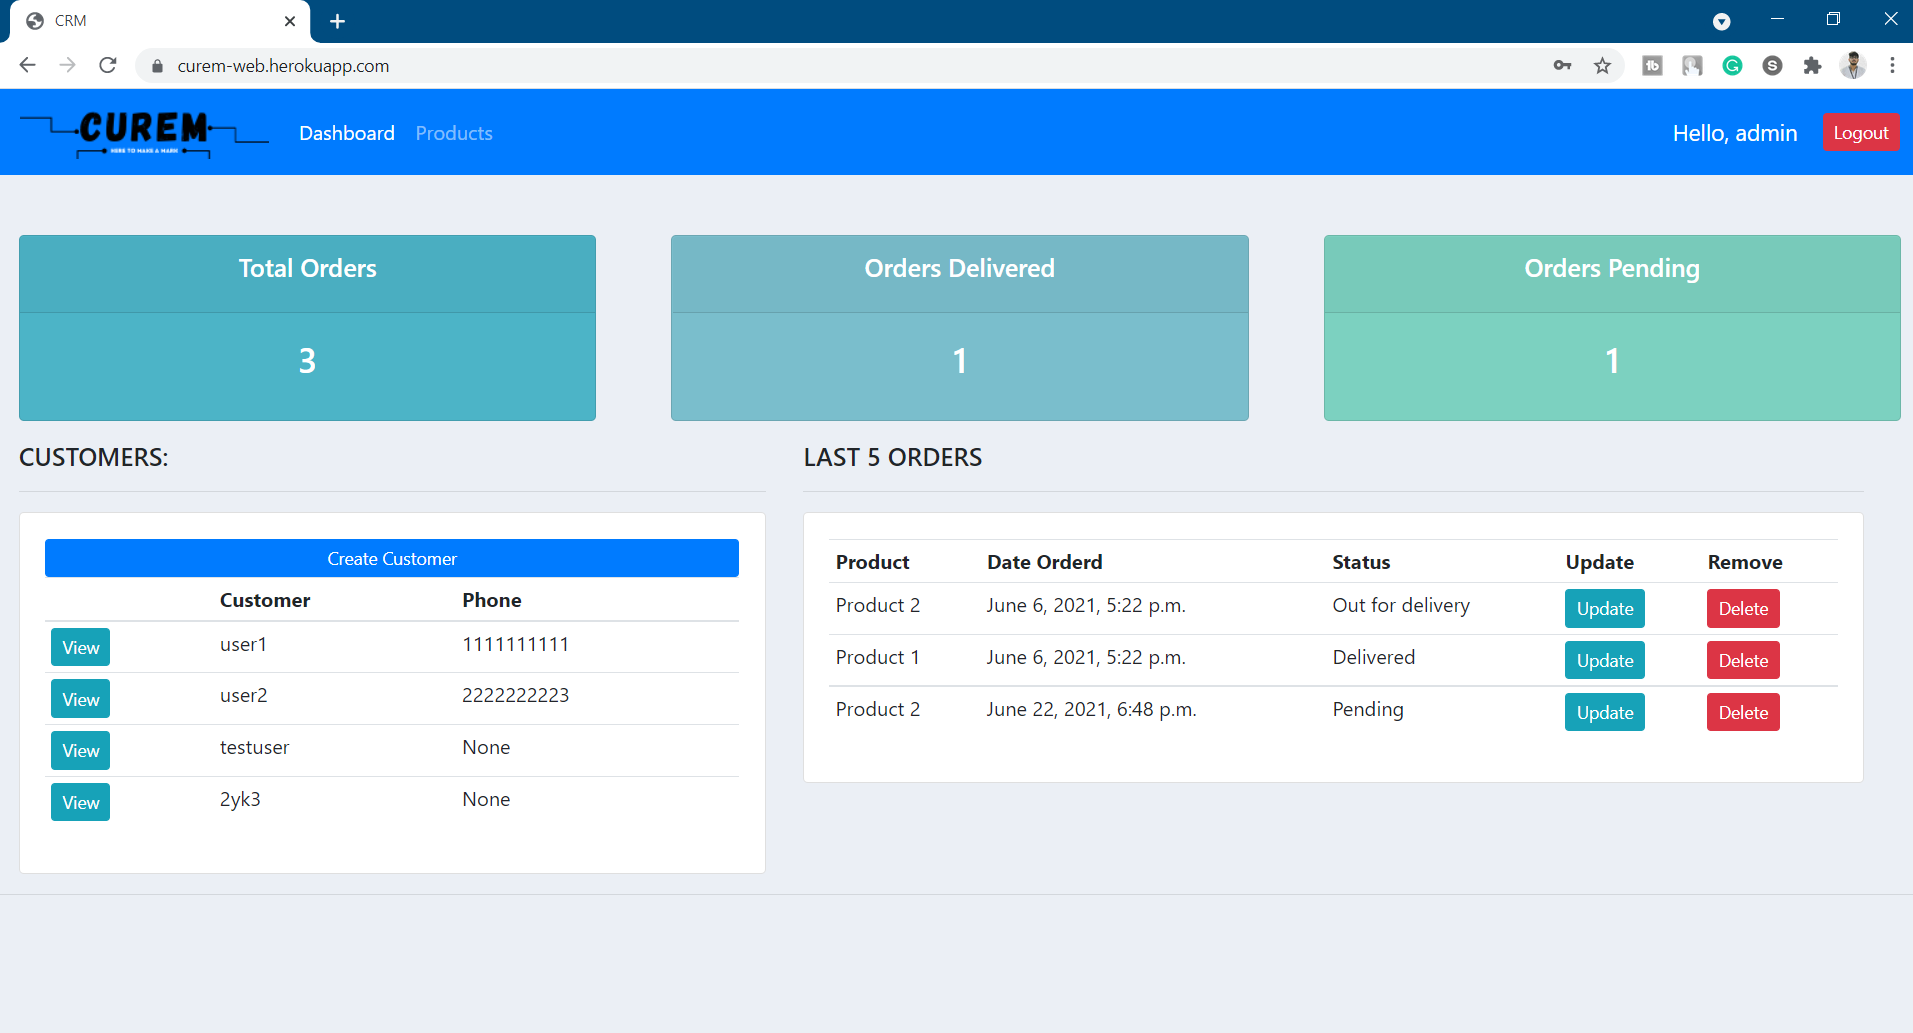 CRM
curem-web.herokuapp.com
CUREM
HERE TO MAKE A MARK
Dashboard Products
Hello, admin Logout
Total Orders
3
Orders Delivered
1
Orders Pending
1
CUSTOMERS:
Create Customer
Customer Phone
View user1 1111111111
View user2 2222222223
View testuser None
View 2yk3 None
LAST 5 ORDERS
Product Date Orderd Status Update Remove
Product 2 June 6, 2021, 5:22 p.m. Out for delivery Update Delete
Product 1 June 6, 2021, 5:22 p.m. Delivered Update Delete
Product 2 June 22, 2021, 6:48 p.m. Pending Update Delete